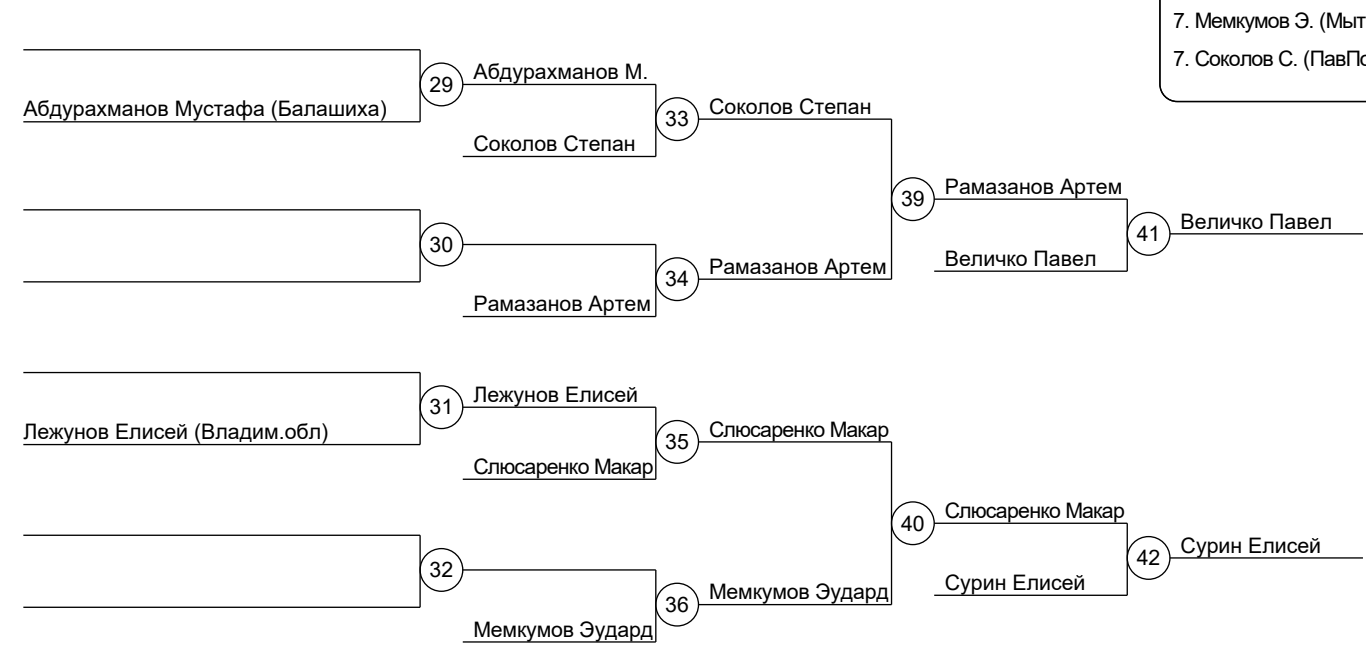 7. Мемкумов Э. (Мыт
7. Соколов С. (ПавПо
29 Абдурахманов М.
Абдурахманов Мустафа (Балашиха)
33 Соколов Степан
Соколов Степан
39 Рамазанов Артем
41 Величко Павел
30
34 Рамазанов Артем
Величко Павел
Рамазанов Артем
31 Лежунов Елисей
Лежунов Елисей (Владим.обл)
35 Слюсаренко Макар
Слюсаренко Макар
40 Слюсаренко Макар
42 Сурин Елисей
32
Сурин Елисей
36 Мемкумов Эудард
Мемкумов Эудард